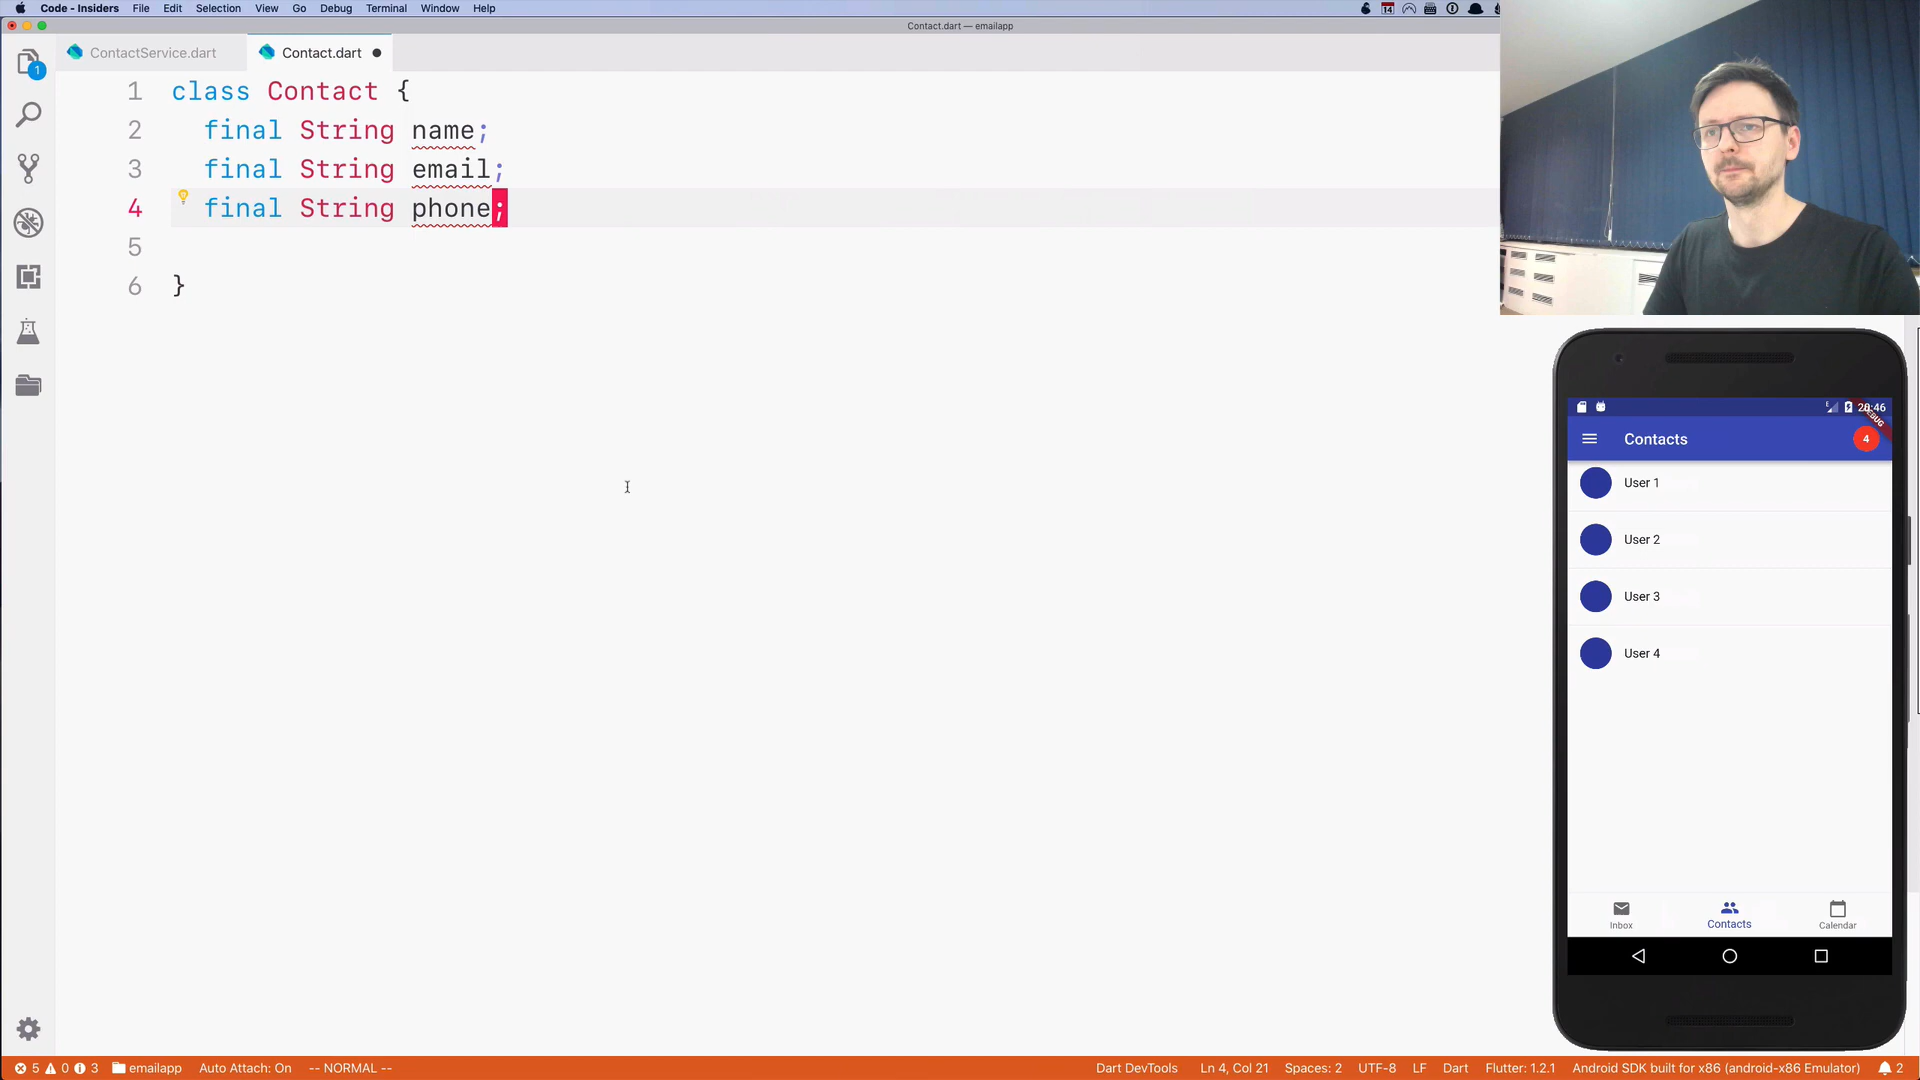 Code - Insiders File Edit Selection View Go Debug Terminal Window Help
14
Contact.dart — emailapp
ContactService.dart Contact.dart
1
1 class Contact {
2 final String name;
3 final String email;
4 final String phone;
5
6 }
20:46
DEBUG
Contacts
4
User 1
User 2
User 3
User 4
Inbox Contacts Calendar
5 0 3 emailapp Auto Attach: On -- NORMAL -- Dart DevTools Ln 4, Col 21 Spaces: 2 UTF-8 LF Dart Flutter: 1.2.1 Android SDK built for x86 (android-x86 Emulator) 2